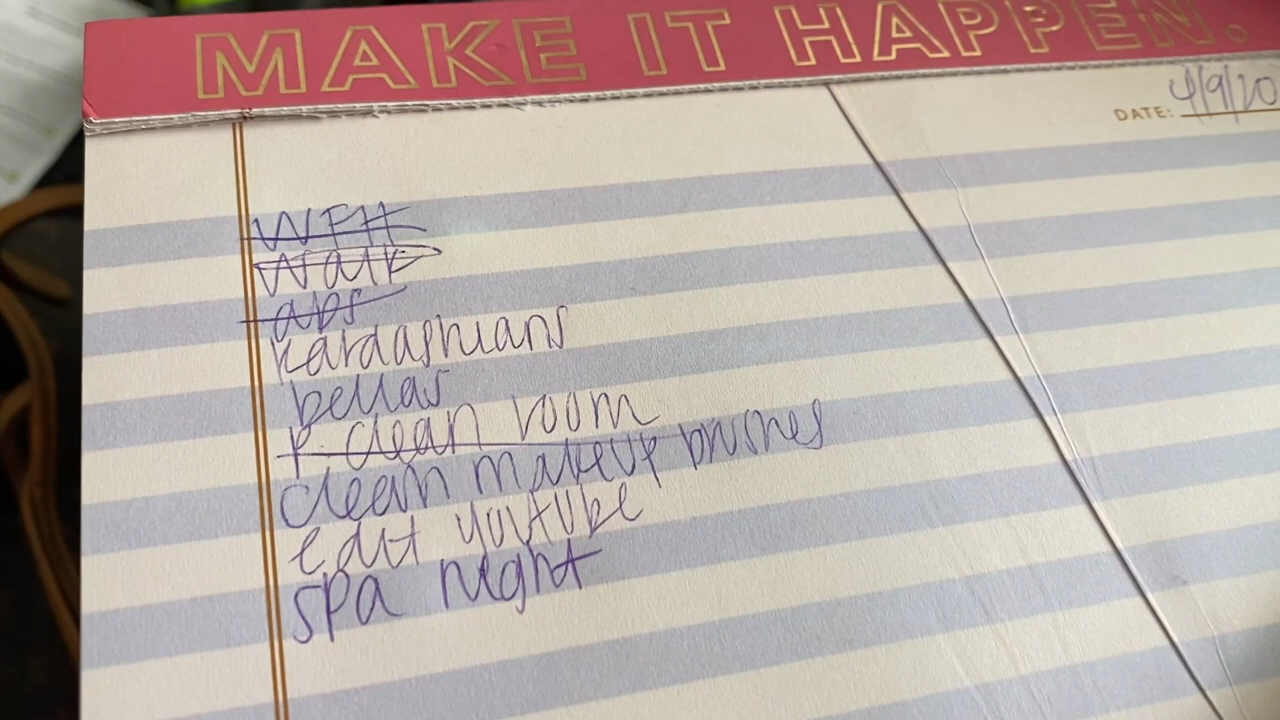 MAKE IT HAPPEN.
DATE: 4/9/20
WFH
walk
abs
kardashians
bellas
p. clean room
clean makeup brushes
edit youtube
spa night